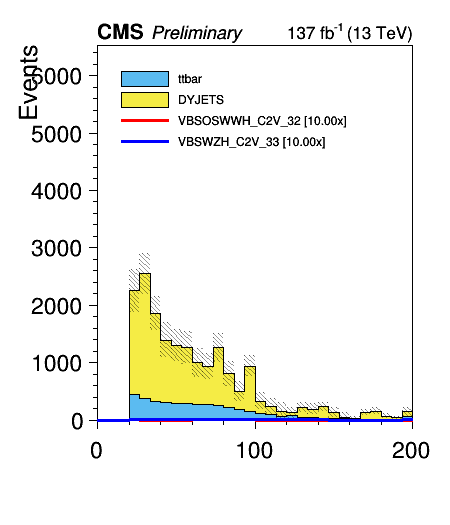 CMS Preliminary 137 fb⁻¹ (13 TeV)
Events
6000
5000
4000
3000
2000
1000
0
ttbar
DYJETS
VBSOSWWH_C2V_32 [10.00x]
VBSWZH_C2V_33 [10.00x]
0 100 200